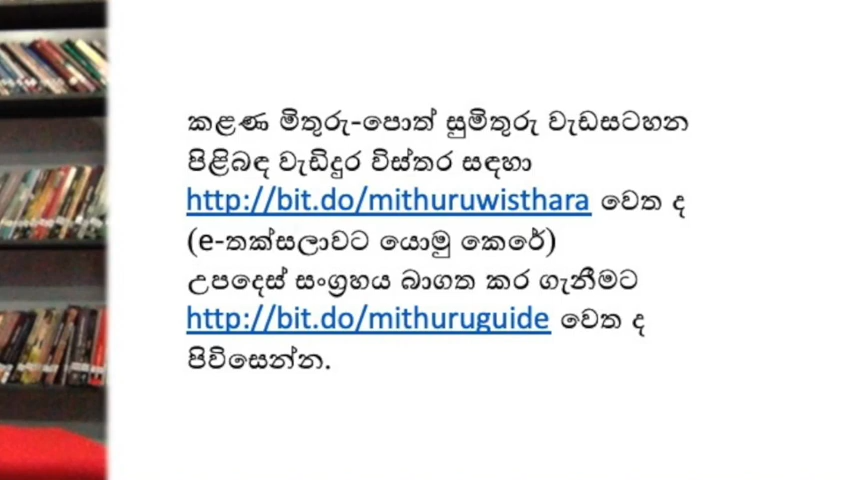 කළණ මිතුරු-පොත් සුමිතුරු වැඩසටහන
පිළිබඳ වැඩිදුර විස්තර සඳහා
http://bit.do/mithuruwisthara වෙත ද
(e-තක්සලාවට යොමු කෙරේ)
උපදෙස් සංග්‍රහය බාගත කර ගැනීමට
http://bit.do/mithuruguide වෙත ද
පිවිසෙන්න.